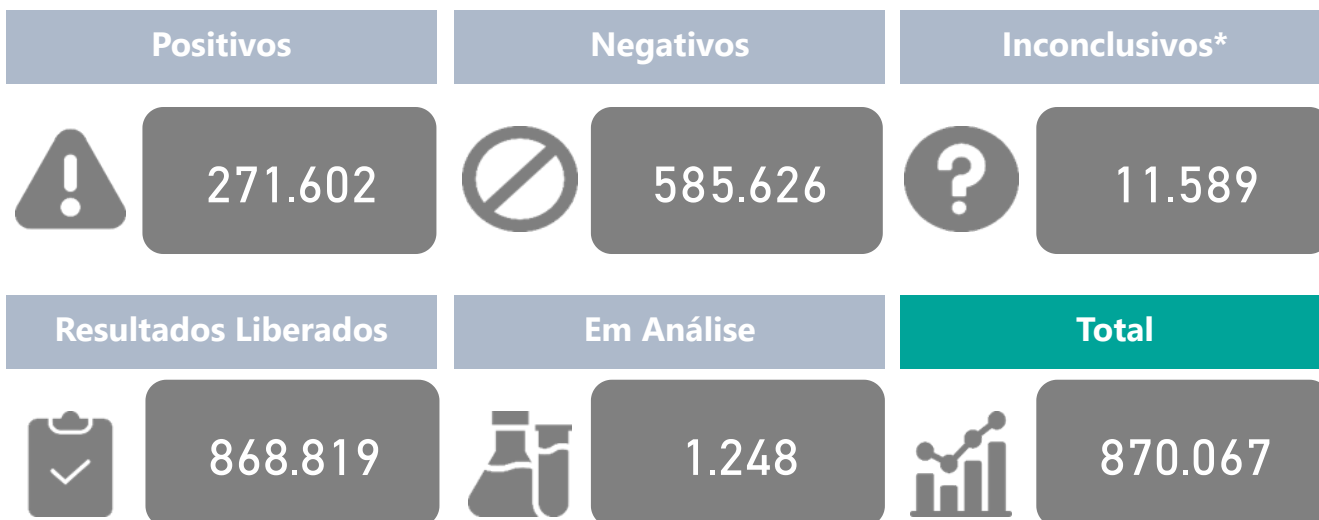 Positivos
Negativos
Inconclusivos*
271.602
585.626
11.589
Resultados Liberados
Em Análise
Total
868.819
1.248
870.067